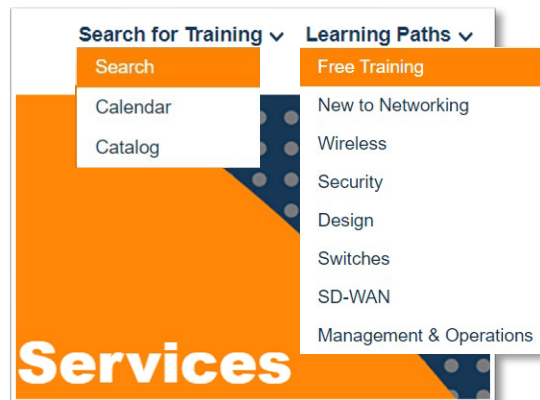 Search for Training
Search
Calendar
Catalog
Learning Paths
Free Training
New to Networking
Wireless
Security
Design
Switches
SD-WAN
Management & Operations
Services